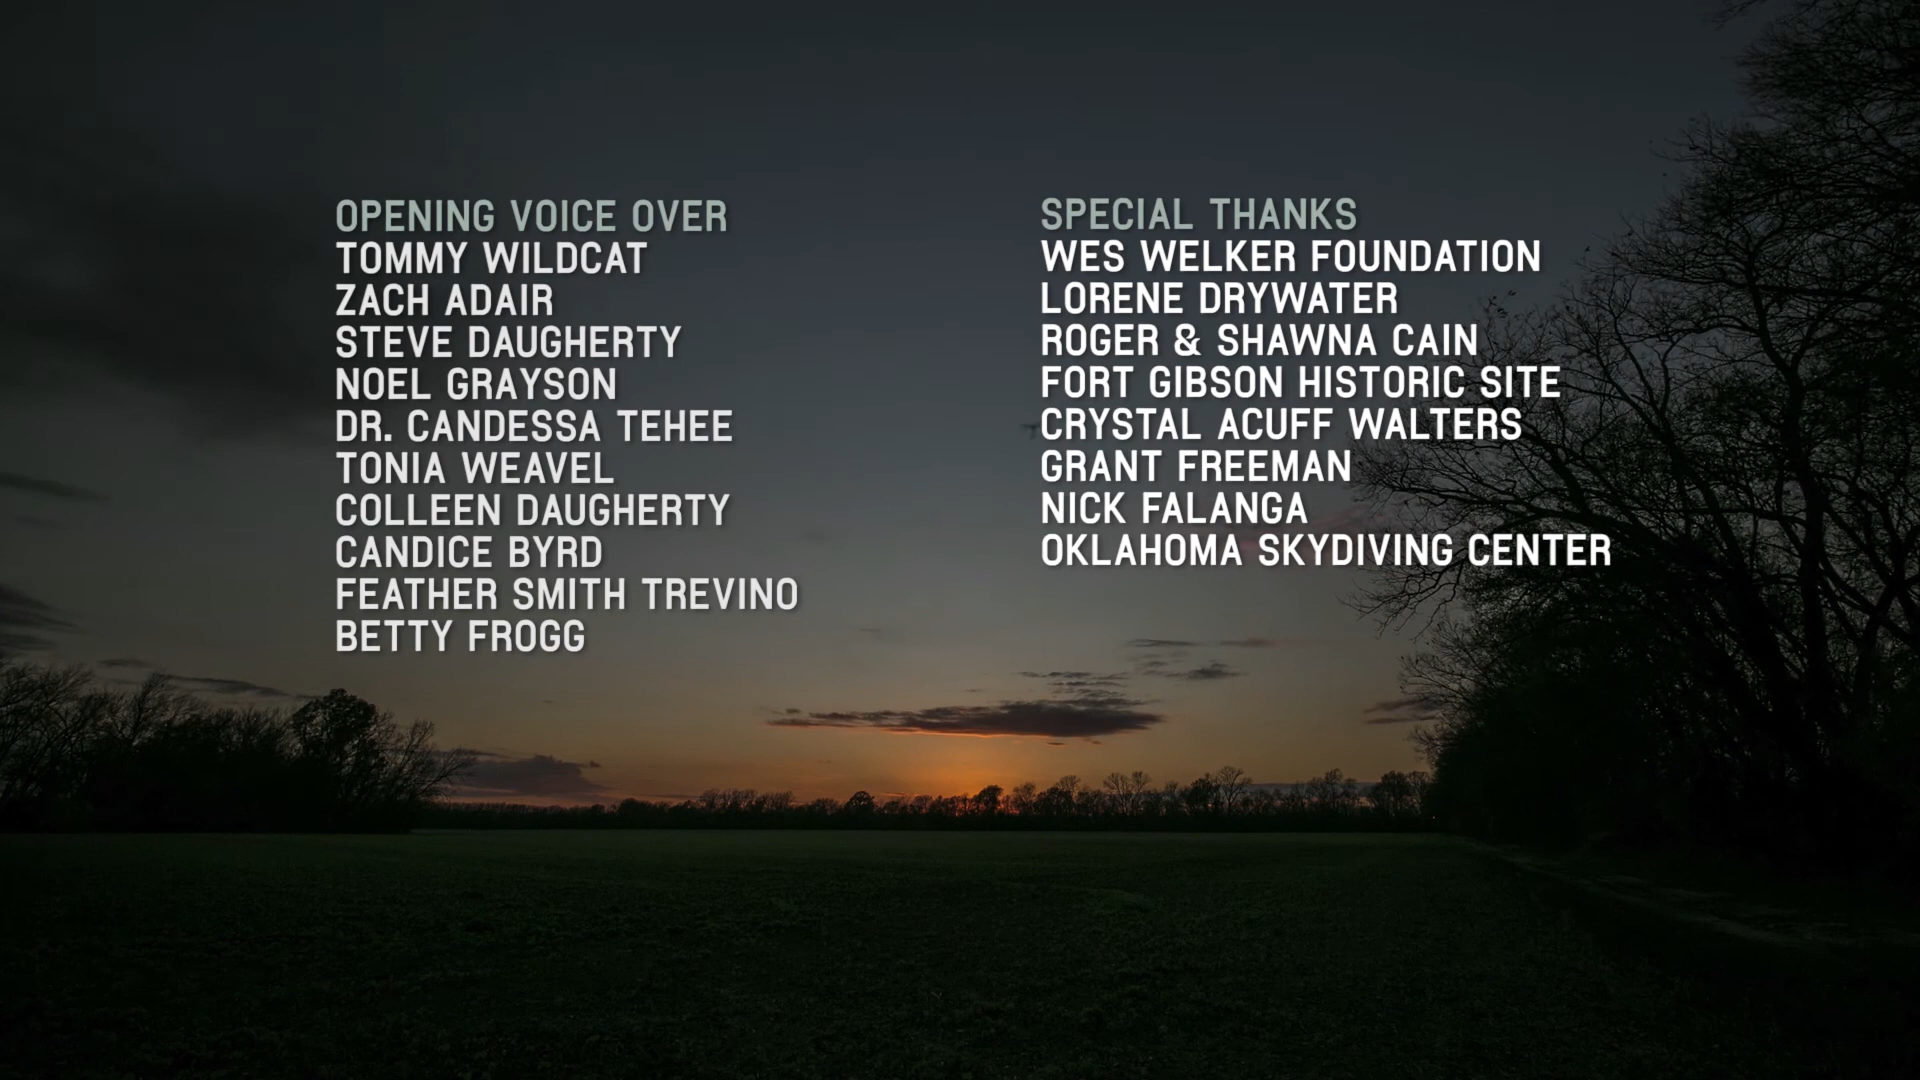 OPENING VOICE OVER
TOMMY WILDCAT
ZACH ADAIR
STEVE DAUGHERTY
NOEL GRAYSON
DR. CANDESSA TEHEE
TONIA WEAVEL
COLLEEN DAUGHERTY
CANDICE BYRD
FEATHER SMITH TREVINO
BETTY FROGG
SPECIAL THANKS
WES WELKER FOUNDATION
LORENE DRYWATER
ROGER & SHAWNA CAIN
FORT GIBSON HISTORIC SITE
CRYSTAL ACUFF WALTERS
GRANT FREEMAN
NICK FALANGA
OKLAHOMA SKYDIVING CENTER